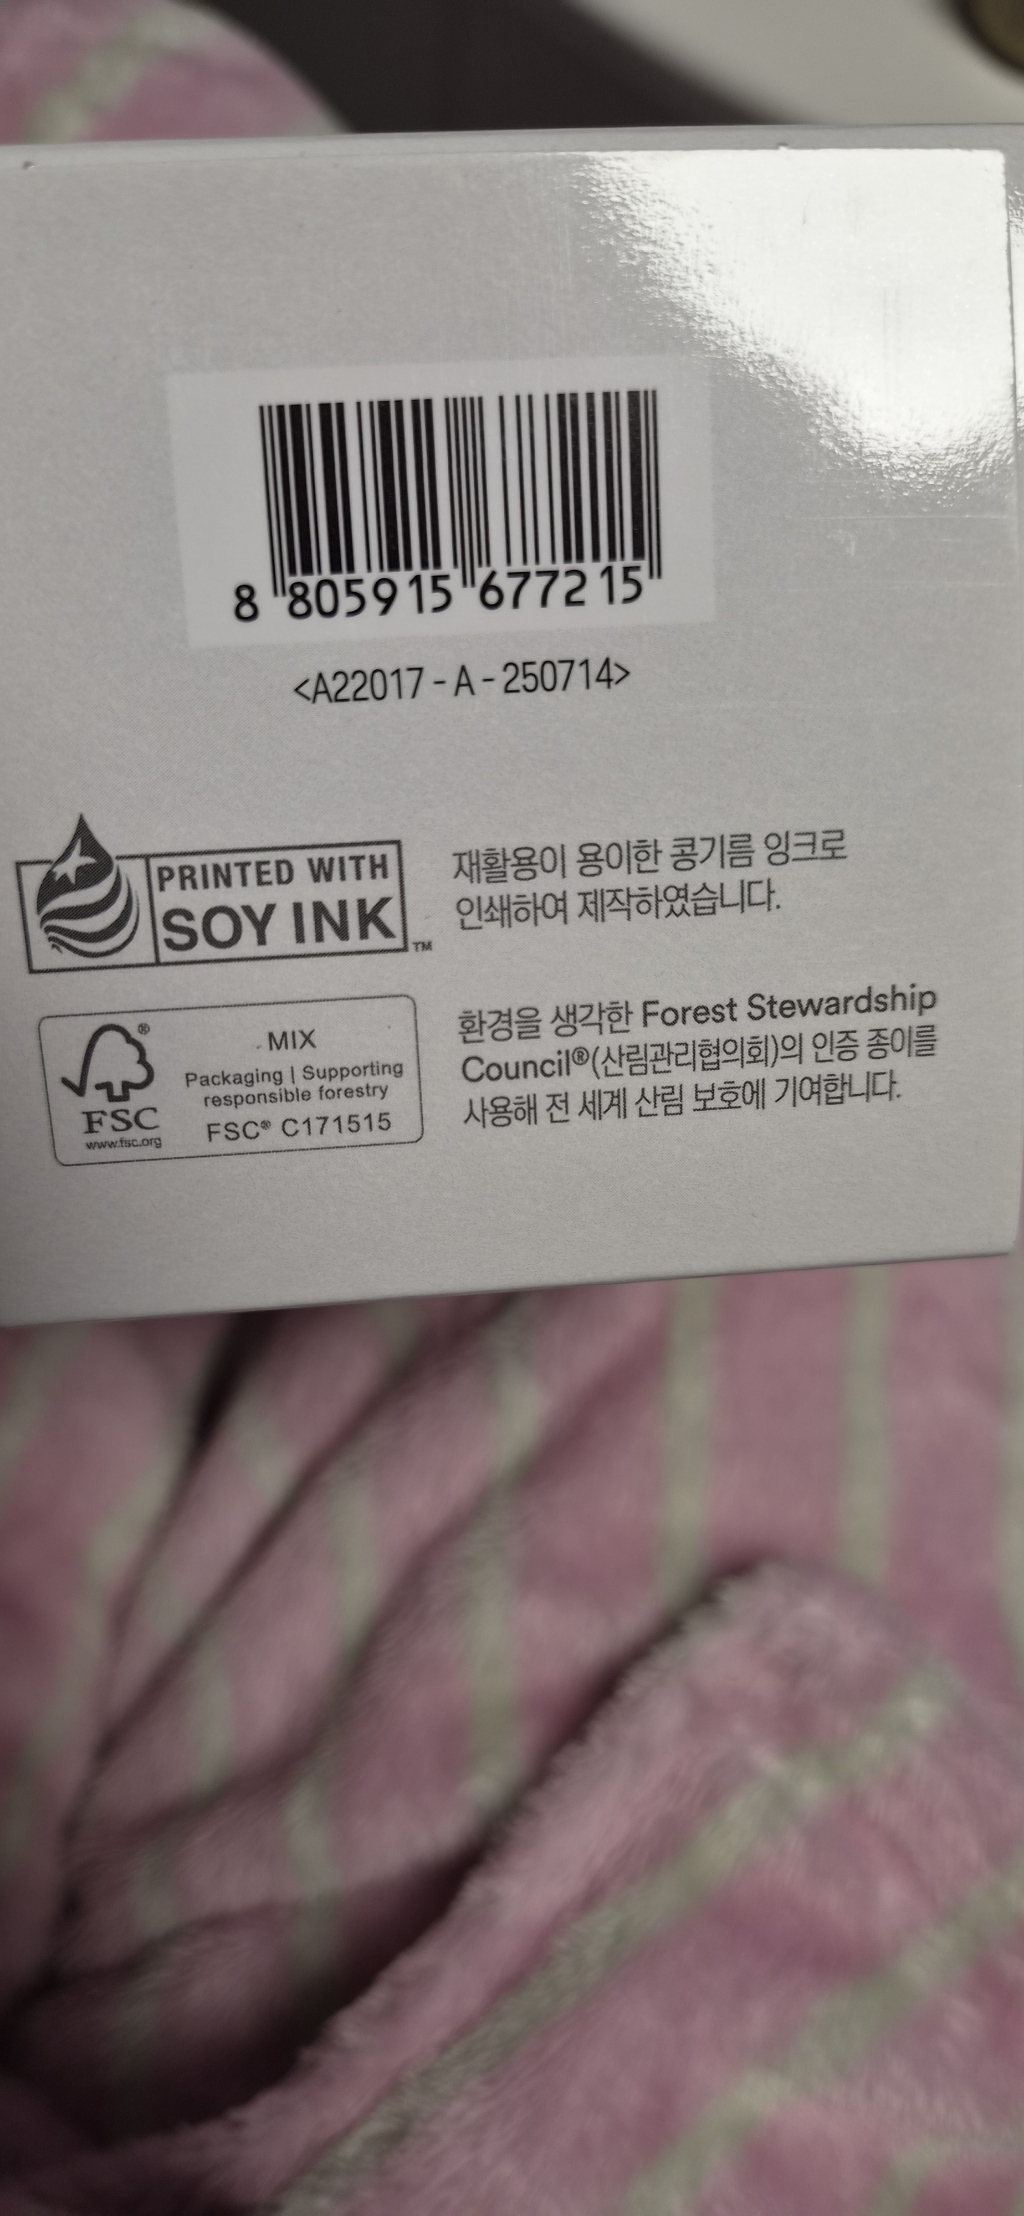 8 805915 677215
<A22017 - A - 250714>
PRINTED WITH
SOY INK™
재활용이 용이한 콩기름 잉크로
인쇄하여 제작하였습니다.
®
FSC
www.fsc.org
MIX
Packaging | Supporting
responsible forestry
FSC® C171515
환경을 생각한 Forest Stewardship
Council®(산림관리협의회)의 인증 종이를
사용해 전 세계 산림 보호에 기여합니다.